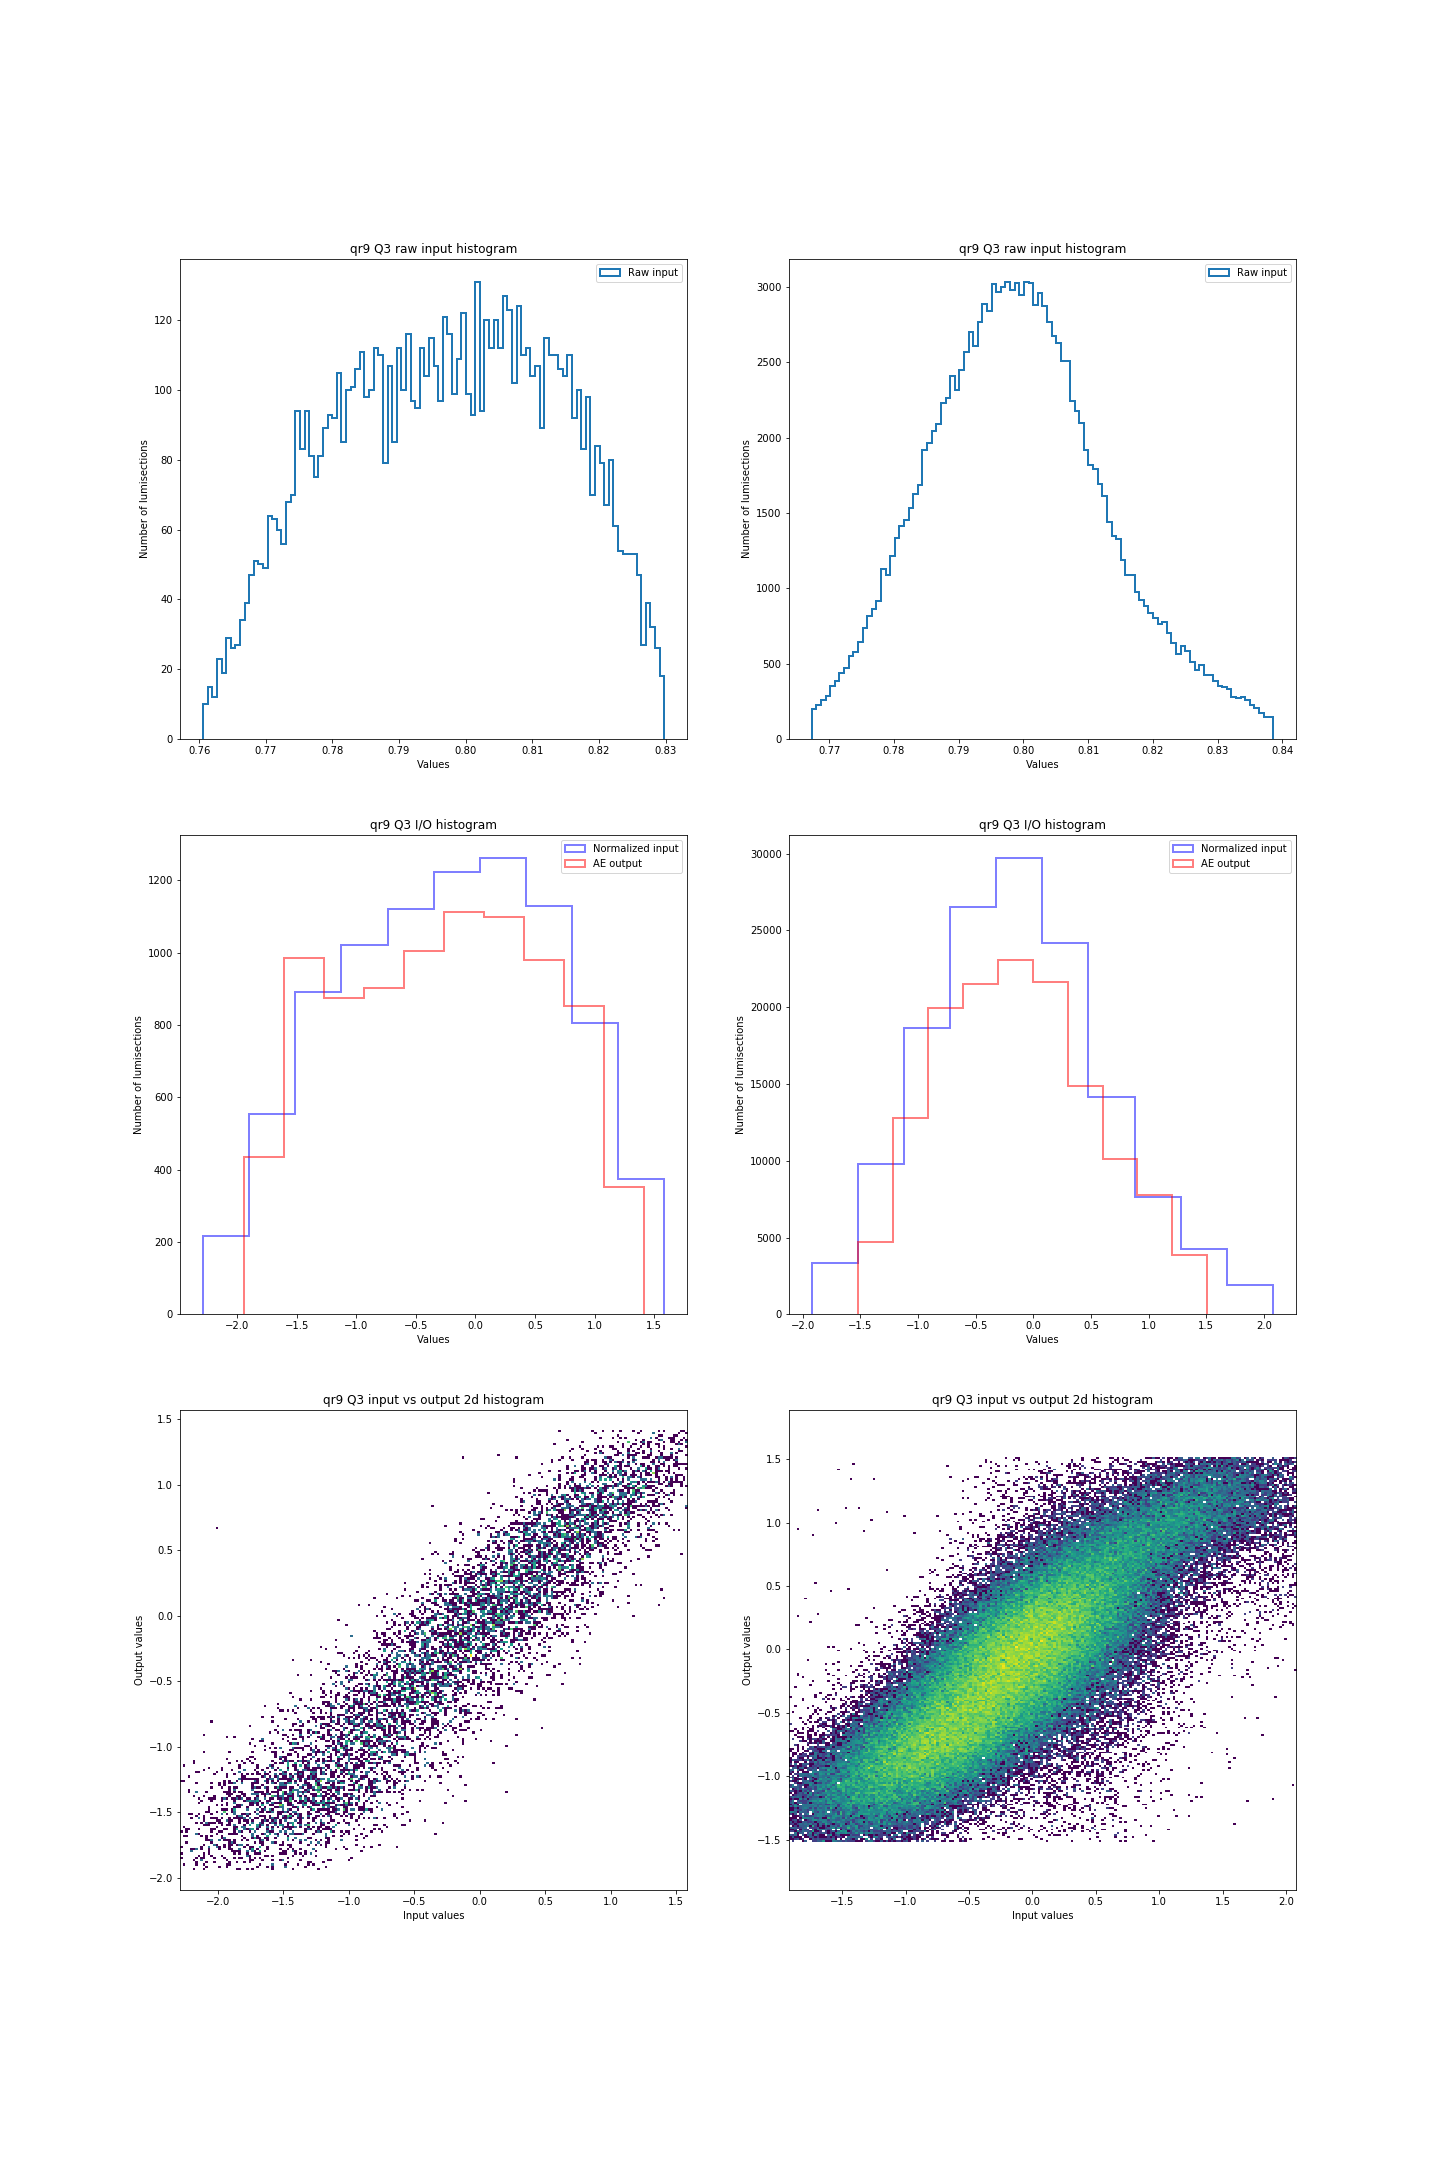 qr9 Q3 raw input histogram
Raw input
Number of lumisections
120
100
80
60
40
20
0
0.76 0.77 0.78 0.79 0.80 0.81 0.82 0.83
Values
qr9 Q3 raw input histogram
Raw input
Number of lumisections
3000
2500
2000
1500
1000
500
0
0.77 0.78 0.79 0.80 0.81 0.82 0.83 0.84
Values
qr9 Q3 I/O histogram
Normalized input
AE output
Number of lumisections
1200
1000
800
600
400
200
0
−2.0 −1.5 −1.0 −0.5 0.0 0.5 1.0 1.5
Values
qr9 Q3 I/O histogram
Normalized input
AE output
Number of lumisections
30000
25000
20000
15000
10000
5000
0
−2.0 −1.5 −1.0 −0.5 0.0 0.5 1.0 1.5 2.0
Values
qr9 Q3 input vs output 2d histogram
Output values
1.5
1.0
0.5
0.0
−0.5
−1.0
−1.5
−2.0
−2.0 −1.5 −1.0 −0.5 0.0 0.5 1.0 1.5
Input values
qr9 Q3 input vs output 2d histogram
Output values
1.5
1.0
0.5
0.0
−0.5
−1.0
−1.5
−1.5 −1.0 −0.5 0.0 0.5 1.0 1.5 2.0
Input values